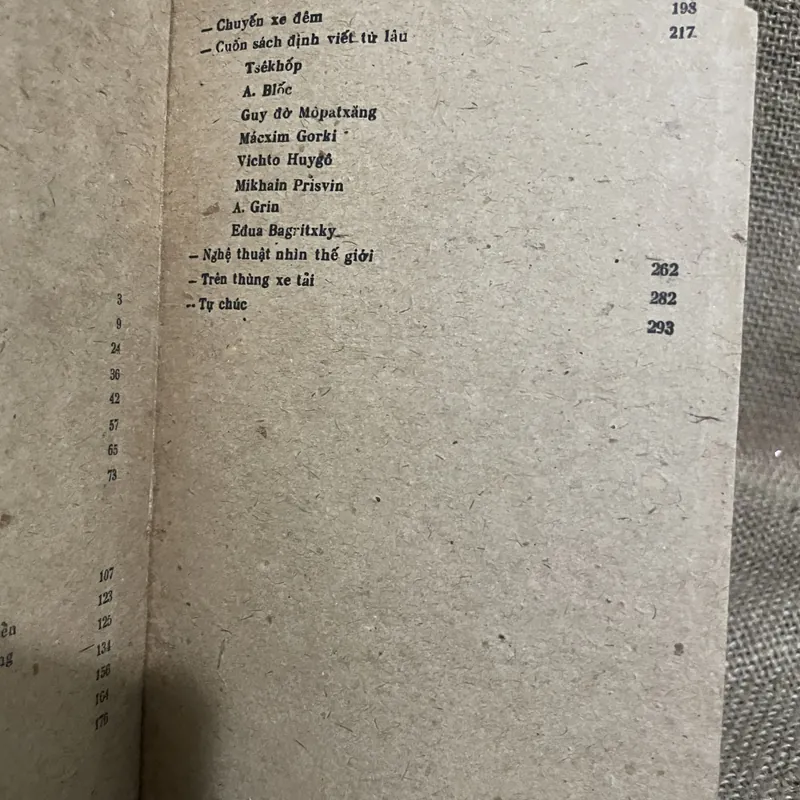 3
9
24
36
42
57
65
73
107
123
125
134
156
164
176
— Chuyến xe đêm 198
— Cuốn sách định viết từ lâu 217
Tsêkhốp
A. Blốc
Guy đờ Môpatxăng
Mácxim Gorki
Vichto Huygô
Mikhain Prisvin
A. Grin
Eđua Bagritxky
— Nghệ thuật nhìn thế giới 262
— Trên thùng xe tải 282
-- Tự chúc 293